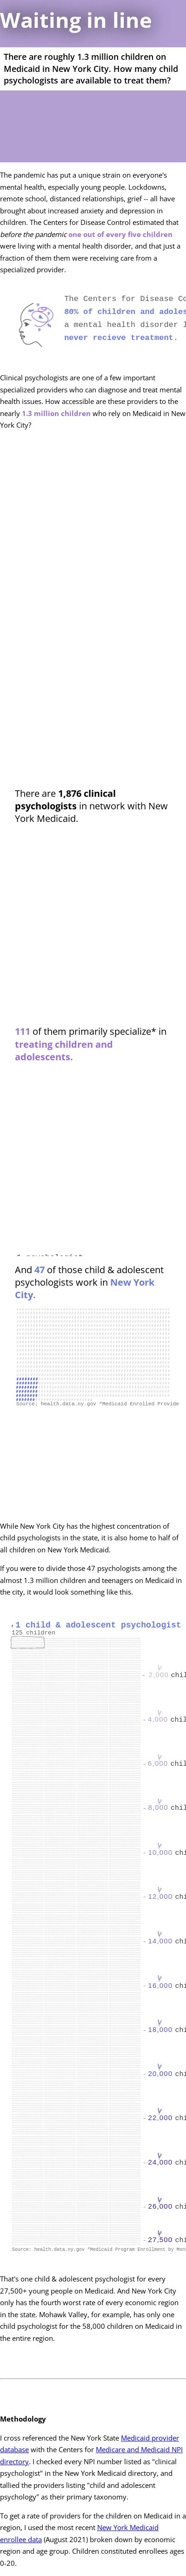 Waiting in line
There are roughly 1.3 million children on
Medicaid in New York City. How many child
psychologists are available to treat them?
The pandemic has put a unique strain on everyone's
mental health, especially young people. Lockdowns,
remote school, distanced relationships, grief -- all have
brought about increased anxiety and depression in
children. The Centers for Disease Control estimated that
before the pandemic one out of every five children
were living with a mental health disorder, and that just a
fraction of them them were receiving care from a
specialized provider.
The Centers for Disease Co
80% of children and adoles
a mental health disorder l
never recieve treatment.
Clinical psychologists are one of a few important
specialized providers who can diagnose and treat mental
health issues. How accessible are these providers to the
nearly 1.3 million children who rely on Medicaid in New
York City?
There are 1,876 clinical
psychologists in network with New
York Medicaid.
111 of them primarily specialize* in
treating children and
adolescents.
And 47 of those child & adolescent
psychologists work in New York
City.
Source: health.data.ny.gov "Medicaid Enrolled Provide
While New York City has the highest concentration of
child psychologists in the state, it is also home to half of
all children on New York Medicaid.
If you were to divide those 47 psychologists among the
almost 1.3 million children and teenagers on Medicaid in
the city, it would look something like this.
1 child & adolescent psychologist
125 children
- 2,000 chil
- 4,000 chil
- 6,000 chil
- 8,000 chil
- 10,000 chi
- 12,000 chi
- 14,000 chi
- 16,000 chi
- 18,000 chi
- 20,000 chi
- 22,000 chi
- 24,000 chi
- 26,000 chi
- 27,500 chi
Source: health.data.ny.gov "Medicaid Program Enrollment by Mon
That's one child & adolescent psychologist for every
27,500+ young people on Medicaid. And New York City
only has the fourth worst rate of every economic region
in the state. Mohawk Valley, for example, has only one
child psychologist for the 58,000 children on Medicaid in
the entire region.
Methodology
I cross referenced the New York State Medicaid provider
database with the Centers for Medicare and Medicaid NPI
directory. I checked every NPI number listed as "clinical
psychologist" in the New York Medicaid directory, and
tallied the providers listing "child and adolescent
psychology" as their primary taxonomy.
To get a rate of providers for the children on Medicaid in a
region, I used the most recent New York Medicaid
enrollee data (August 2021) broken down by economic
region and age group. Children constituted enrollees ages
0-20.